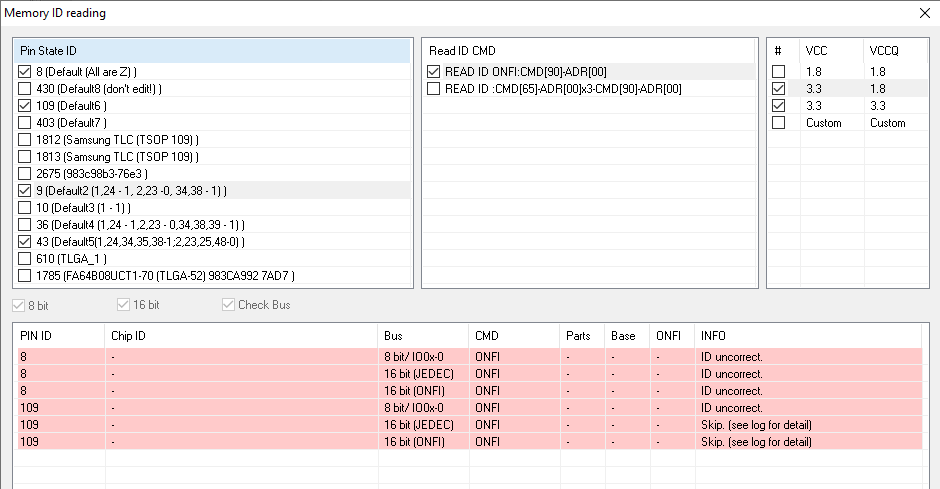 Memory ID reading
Pin State ID
8 (Default (All are Z) )
430 (Default8 (don't edit!) )
109 (Default6 )
403 (Default7 )
1812 (Samsung TLC (TSOP 109) )
1813 (Samsung TLC (TSOP 109) )
2675 (983c98b3-76e3 )
9 (Default2 (1,24 - 1, 2,23 -0, 34,38 - 1) )
10 (Default3 (1 - 1) )
36 (Default4 (1,24 - 1,2,23 - 0,34,38,39 - 1) )
43 (Default5(1,24,34,35,38-1;2,23,25,48-0) )
610 (TLGA_1 )
1785 (FA64B08UCT1-70 (TLGA-52) 983CA992 7AD7 )
Read ID CMD
READ ID ONFI:CMD[90]-ADR[00]
READ ID :CMD[65]-ADR[00]x3-CMD[90]-ADR[00]
# VCC VCCQ
1.8 1.8
3.3 1.8
3.3 3.3
Custom Custom
8 bit 16 bit Check Bus
PIN ID Chip ID Bus CMD Parts Base ONFI INFO
8 - 8 bit/ IO0x-0 ONFI - - - ID uncorrect.
8 - 16 bit (JEDEC) ONFI - - - ID uncorrect.
8 - 16 bit (ONFI) ONFI - - - ID uncorrect.
109 - 8 bit/ IO0x-0 ONFI - - - ID uncorrect.
109 - 16 bit (JEDEC) ONFI - - - Skip. (see log for detail)
109 - 16 bit (ONFI) ONFI - - - Skip. (see log for detail)